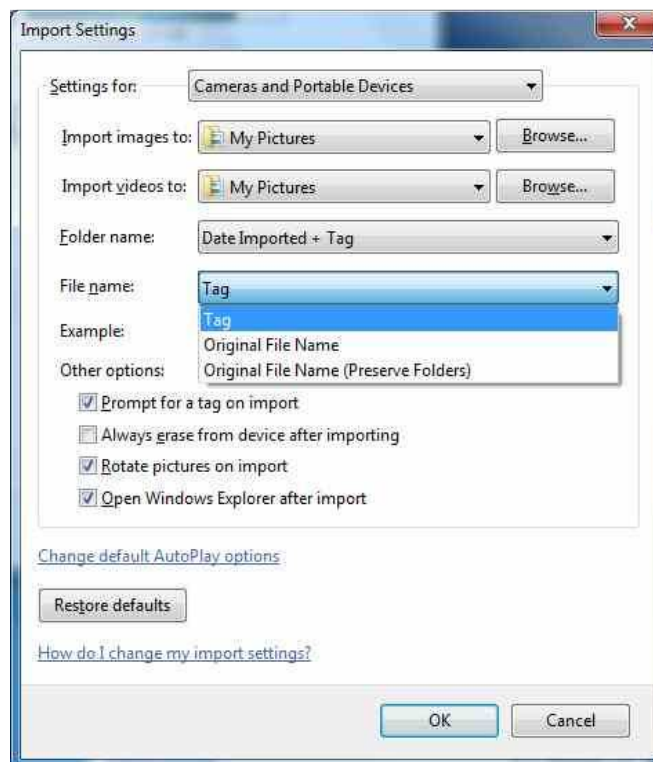 Import Settings
Settings for: Cameras and Portable Devices
Import images to: My Pictures Browse...
Import videos to: My Pictures Browse...
Folder name: Date Imported + Tag
File name: Tag
Tag
Example:
Original File Name
Other options: Original File Name (Preserve Folders)
Prompt for a tag on import
Always erase from device after importing
Rotate pictures on import
Open Windows Explorer after import
Change default AutoPlay options
Restore defaults
How do I change my import settings?
OK Cancel